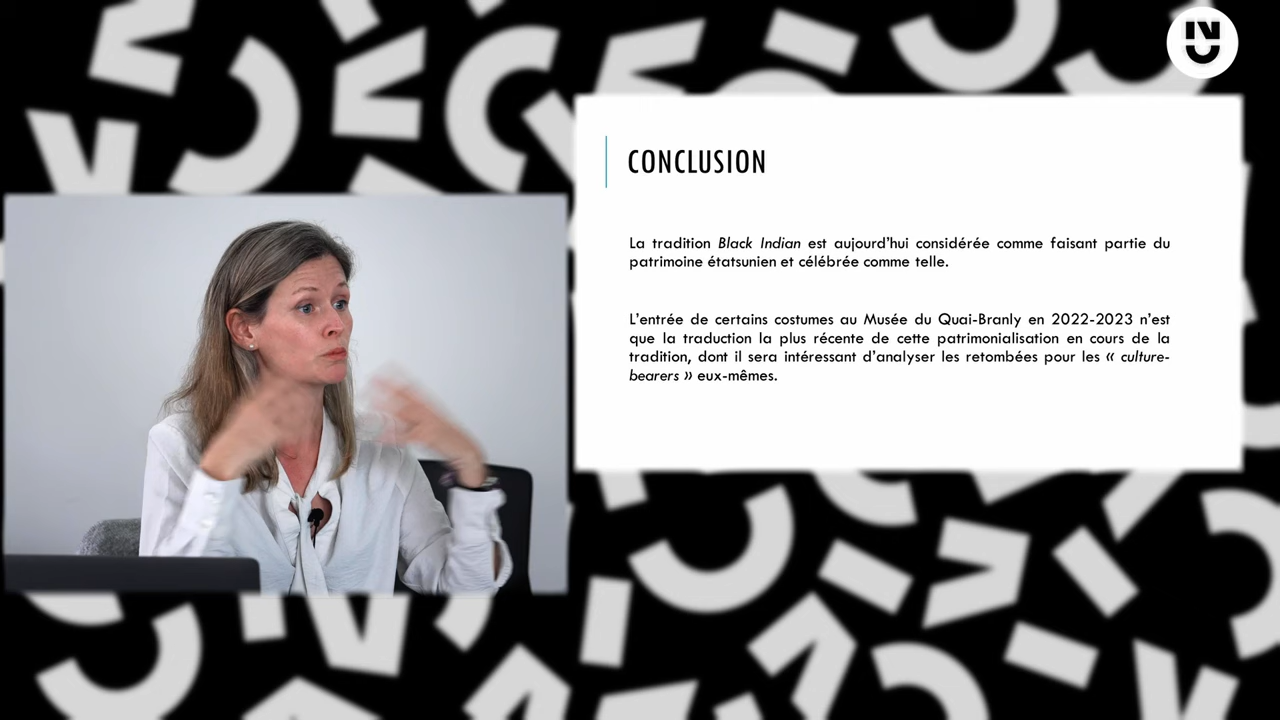 INU
CONCLUSION
La tradition Black Indian est aujourd’hui considérée comme faisant partie du
patrimoine étatsunien et célébrée comme telle.
L’entrée de certains costumes au Musée du Quai-Branly en 2022-2023 n’est
que la traduction la plus récente de cette patrimonialisation en cours de la
tradition, dont il sera intéressant d’analyser les retombées pour les « culture-
bearers » eux-mêmes.